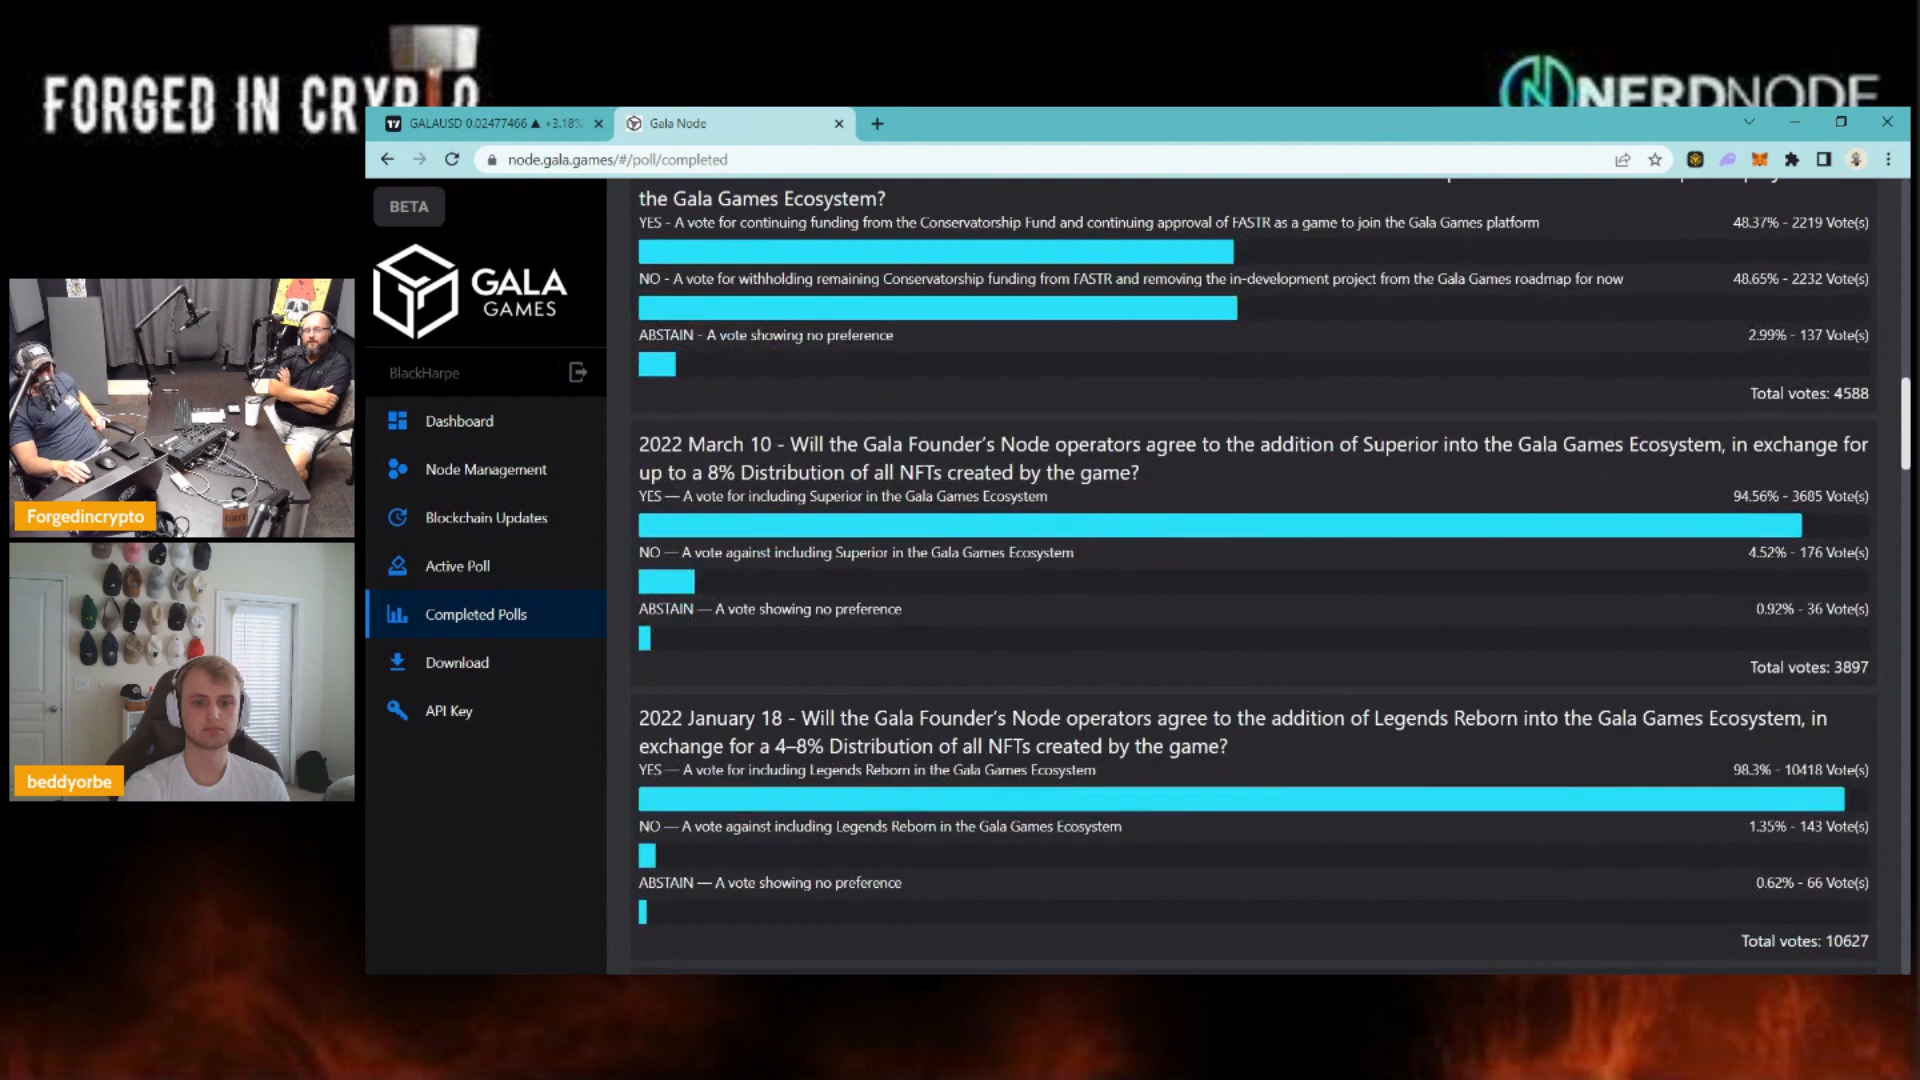 FORGED IN CRYPTO
NERDNODE
GALAUSD 0.02477466 ▲ +3.18%
Gala Node
node.gala.games/#/poll/completed
BETA
GALA
GAMES
BlackHarpe
Dashboard
Node Management
Blockchain Updates
Active Poll
Completed Polls
Download
API Key
the Gala Games Ecosystem?
YES - A vote for continuing funding from the Conservatorship Fund and continuing approval of FASTR as a game to join the Gala Games platform 48.37% - 2219 Vote(s)
NO - A vote for withholding remaining Conservatorship funding from FASTR and removing the in-development project from the Gala Games roadmap for now 48.65% - 2232 Vote(s)
ABSTAIN - A vote showing no preference 2.99% - 137 Vote(s)
Total votes: 4588
2022 March 10 - Will the Gala Founder’s Node operators agree to the addition of Superior into the Gala Games Ecosystem, in exchange for
up to a 8% Distribution of all NFTs created by the game?
YES — A vote for including Superior in the Gala Games Ecosystem 94.56% - 3685 Vote(s)
NO — A vote against including Superior in the Gala Games Ecosystem 4.52% - 176 Vote(s)
ABSTAIN — A vote showing no preference 0.92% - 36 Vote(s)
Total votes: 3897
2022 January 18 - Will the Gala Founder’s Node operators agree to the addition of Legends Reborn into the Gala Games Ecosystem, in
exchange for a 4–8% Distribution of all NFTs created by the game?
YES — A vote for including Legends Reborn in the Gala Games Ecosystem 98.3% - 10418 Vote(s)
NO — A vote against including Legends Reborn in the Gala Games Ecosystem 1.35% - 143 Vote(s)
ABSTAIN — A vote showing no preference 0.62% - 66 Vote(s)
Total votes: 10627
Forgedincrypto
beddyorbe